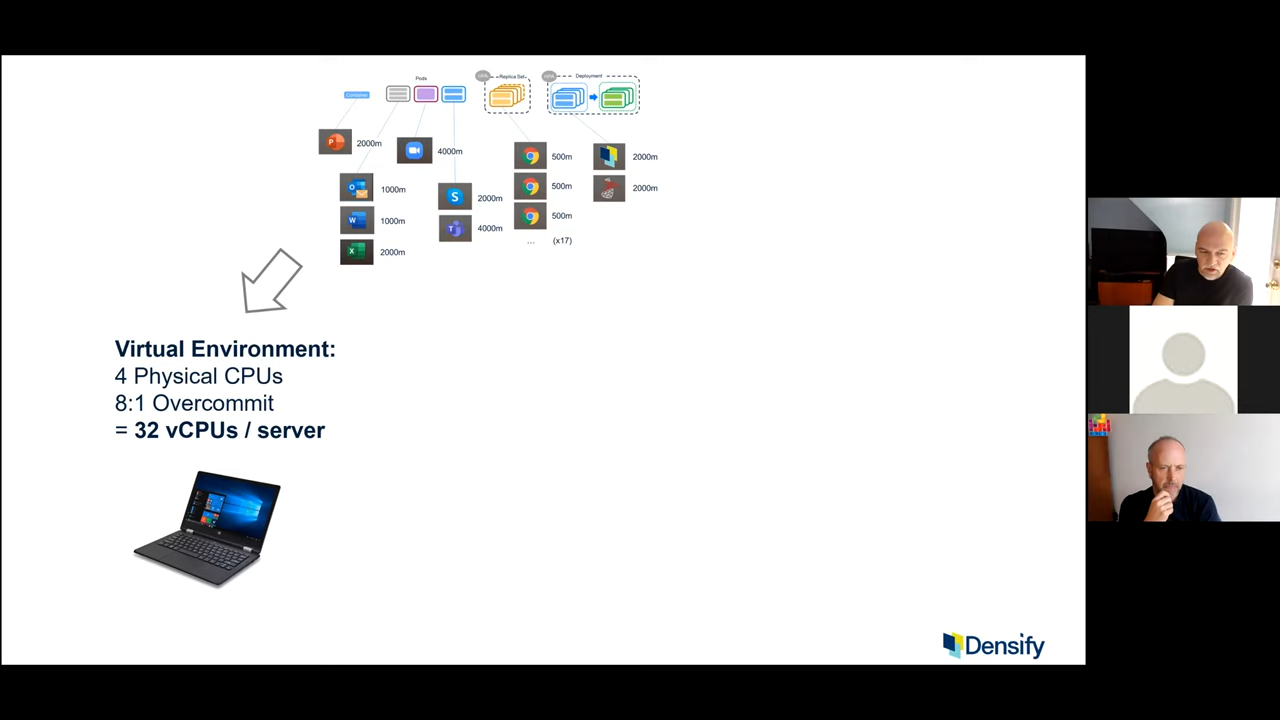 Pods
Replica Set
Deployment
Container
2000m
4000m
1000m
1000m
2000m
2000m
4000m
500m
500m
500m
... (x17)
2000m
2000m
Virtual Environment:
4 Physical CPUs
8:1 Overcommit
= 32 vCPUs / server
Densify